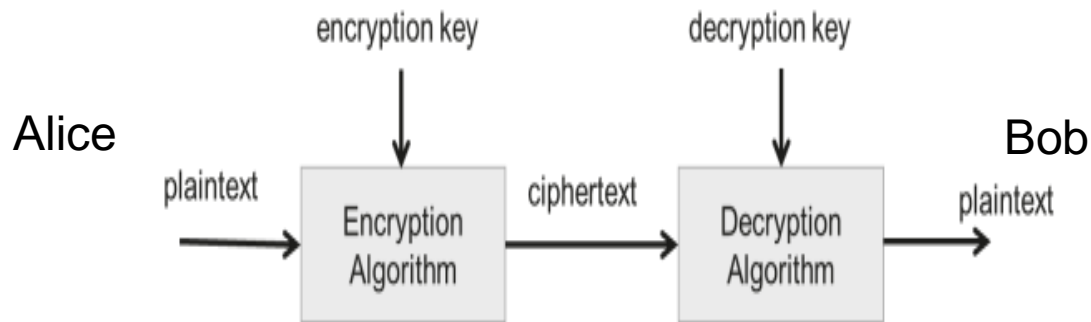 encryption key
decryption key
Alice
Bob
plaintext
Encryption
Algorithm
ciphertext
Decryption
Algorithm
plaintext